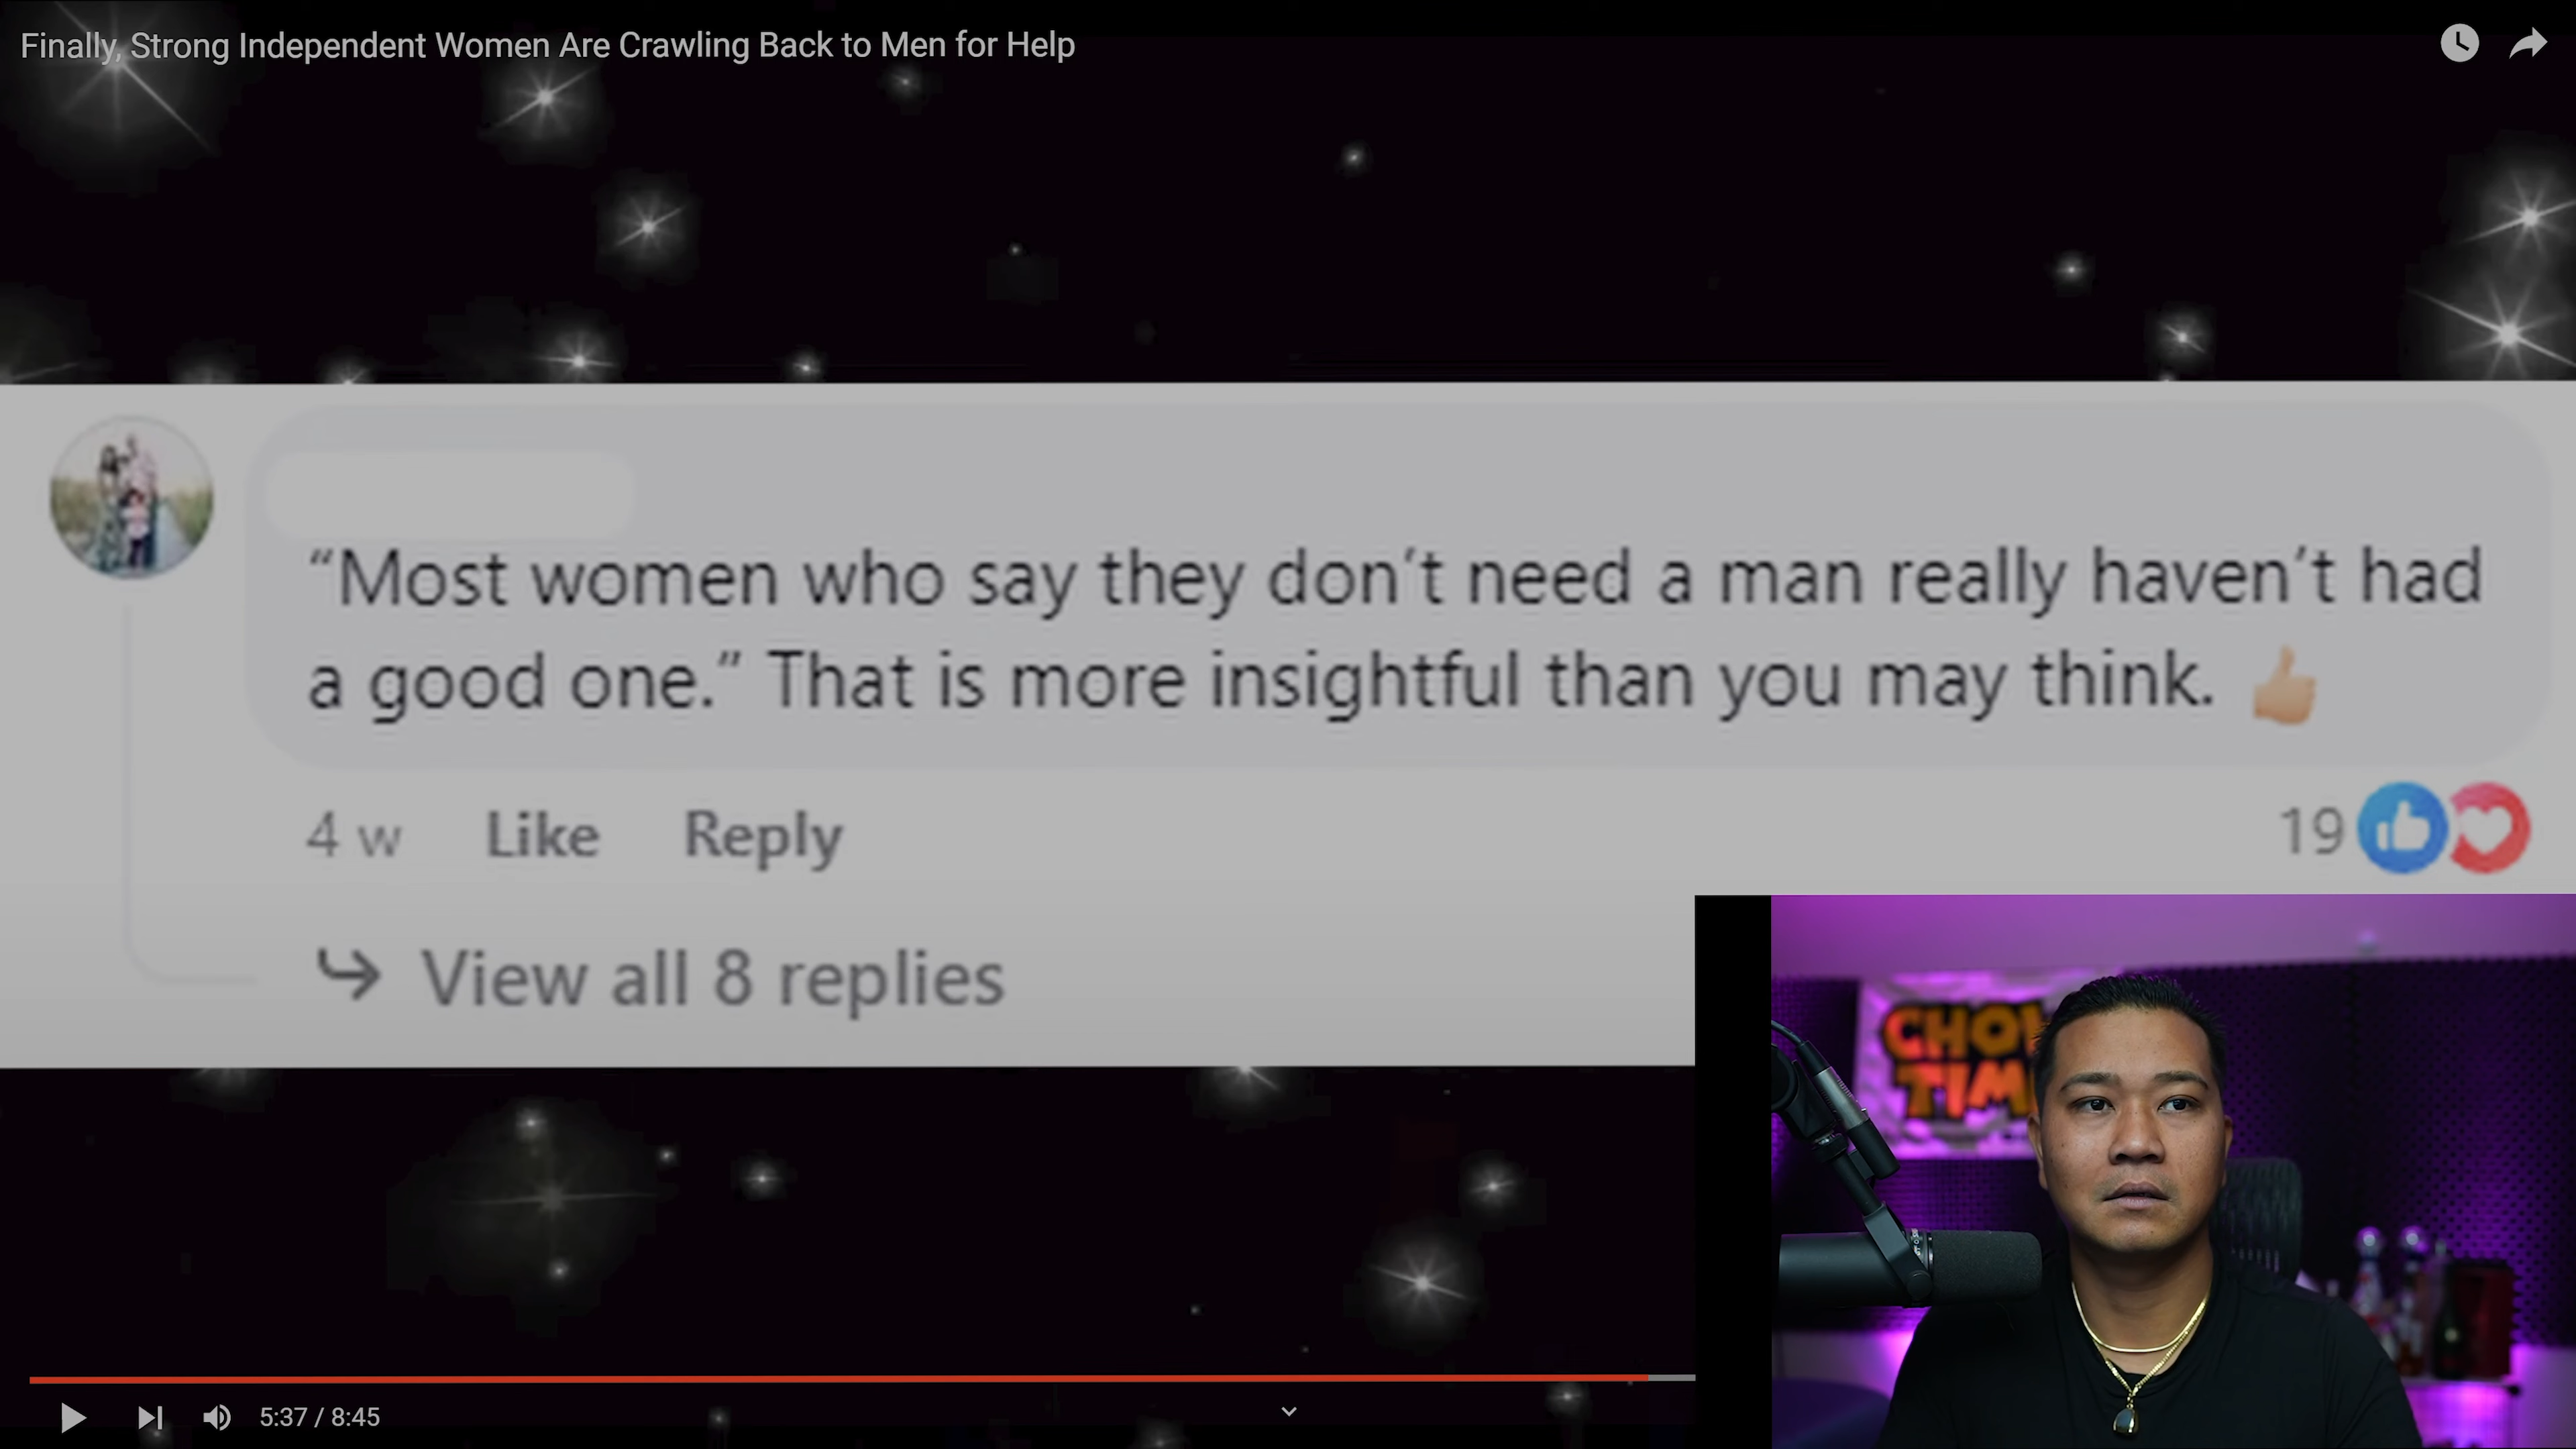 Finally, Strong Independent Women Are Crawling Back to Men for Help
“Most women who say they don’t need a man really haven’t had
a good one.” That is more insightful than you may think. 👍🏼
4 w Like Reply
19
View all 8 replies
CHO
TIM
5:37 / 8:45